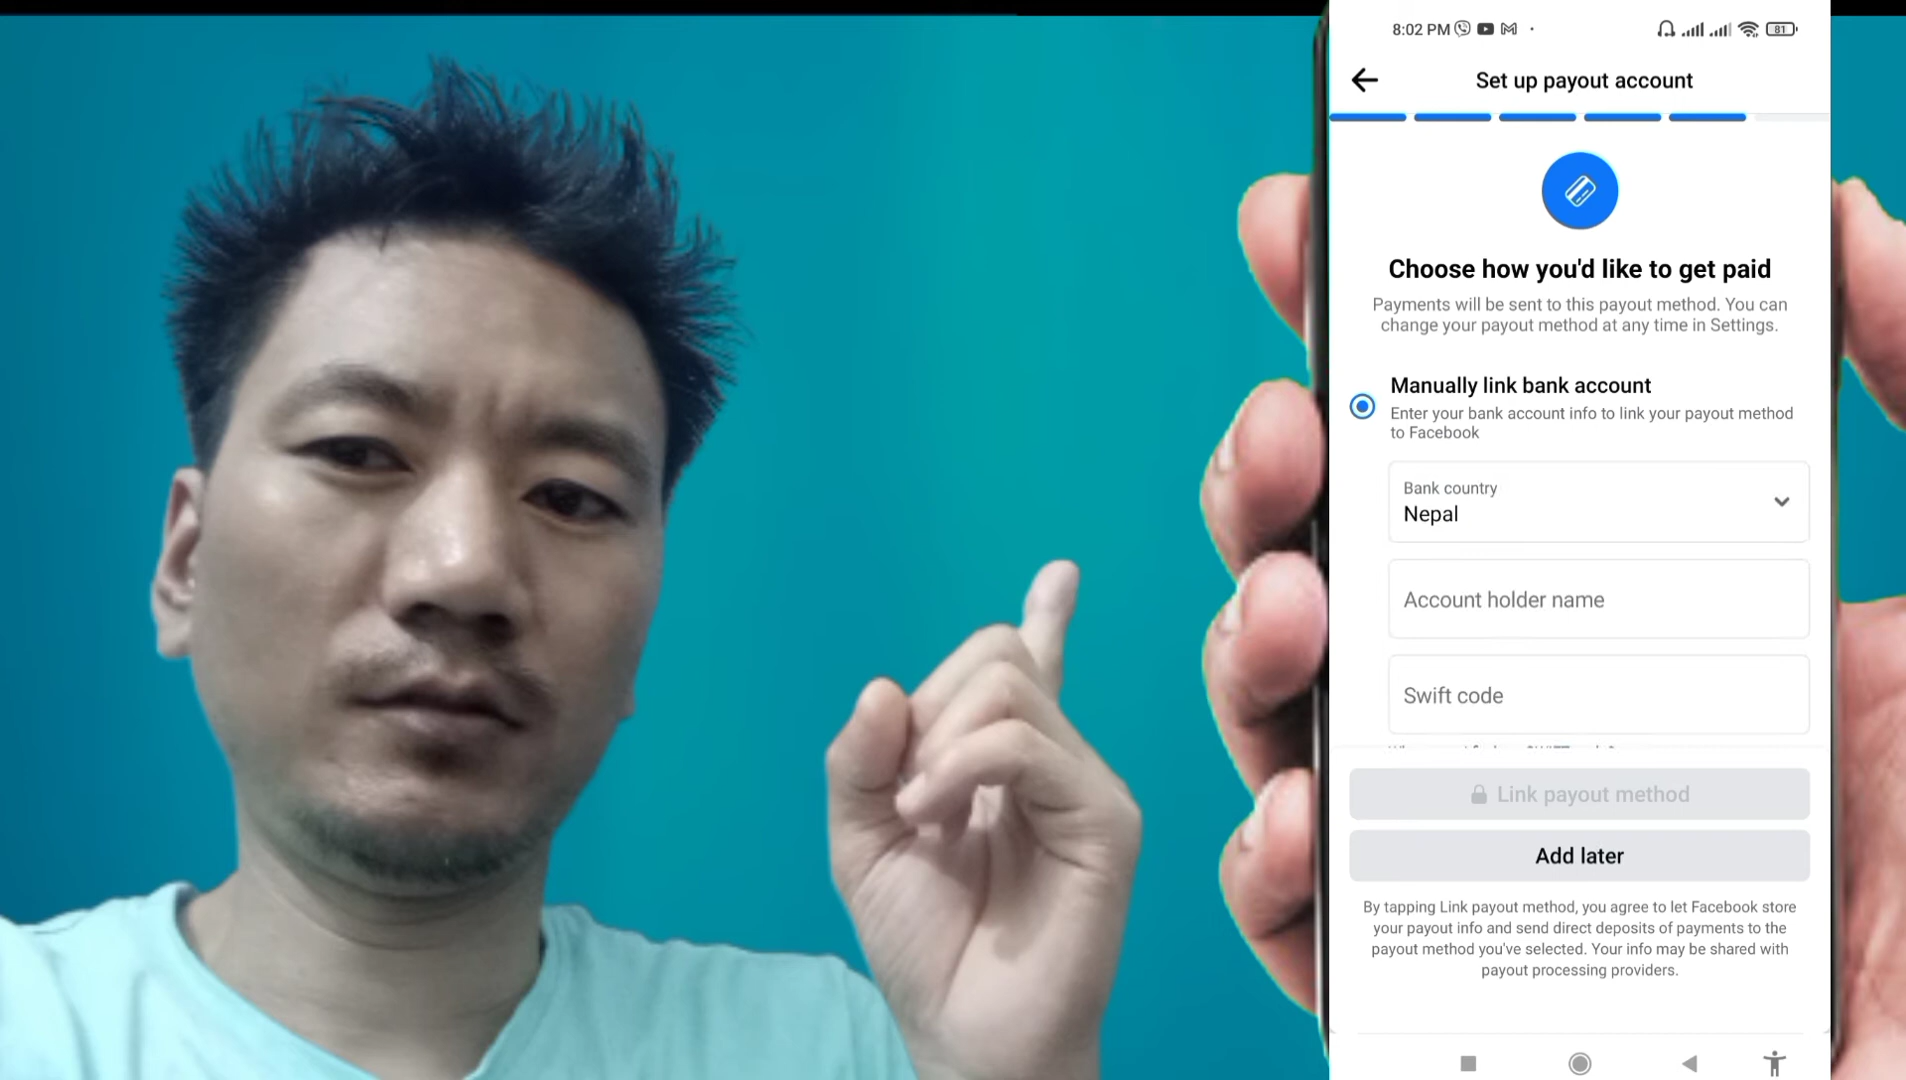 8:02 PM
81
Set up payout account
Choose how you'd like to get paid
Payments will be sent to this payout method. You can
change your payout method at any time in Settings.
Manually link bank account
Enter your bank account info to link your payout method
to Facebook
Bank country
Nepal
Account holder name
Swift code
Link payout method
Add later
By tapping Link payout method, you agree to let Facebook store
your payout info and send direct deposits of payments to the
payout method you've selected. Your info may be shared with
payout processing providers.